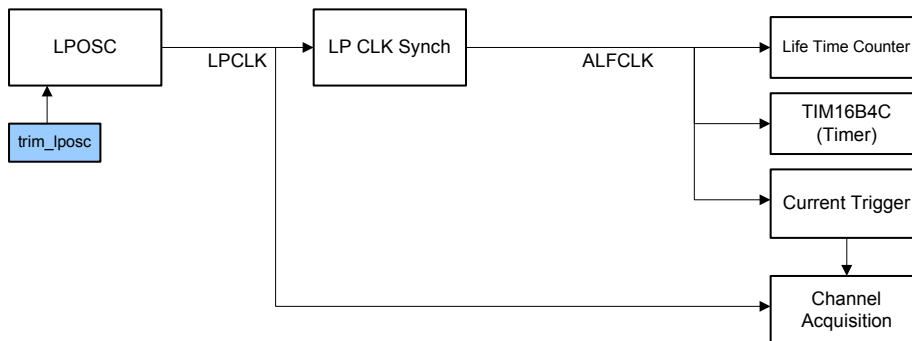 LPOSC
LPCLK
LP CLK Synch
ALFCLK
Life Time Counter
trim_lposc
TIM16B4C
(Timer)
Current Trigger
Channel
Acquisition